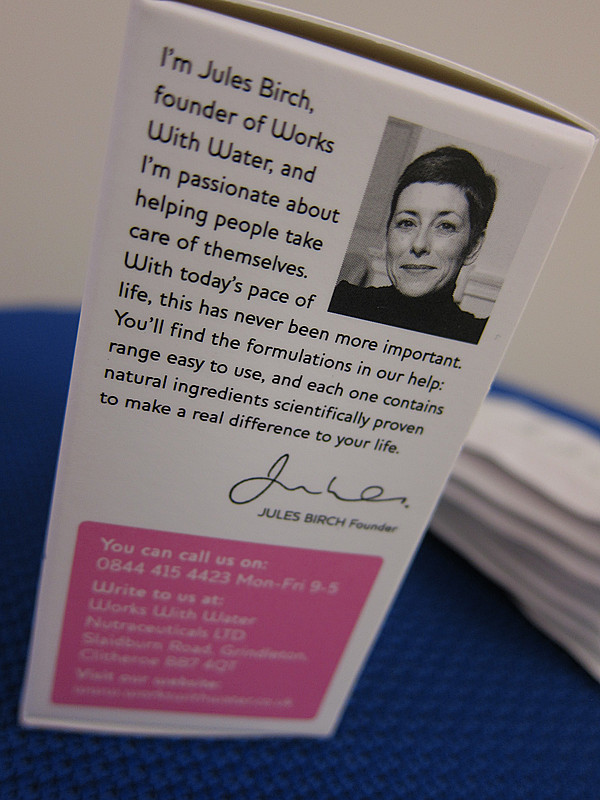 I'm Jules Birch,
founder of Works
With Water, and
I'm passionate about
helping people take
care of themselves.
With today's pace of
life, this has never been more important.
You'll find the formulations in our help:
range easy to use, and each one contains
natural ingredients scientifically proven
to make a real difference to your life.
Jules.
JULES BIRCH Founder
You can call us on:
0844 415 4423 Mon-Fri 9-5
Write to us at:
Works With Water
Nutraceuticals LTD
Slaidburn Road, Grindleton,
Clitheroe BB7 4QT
Visit our website:
www.workswithwater.co.uk